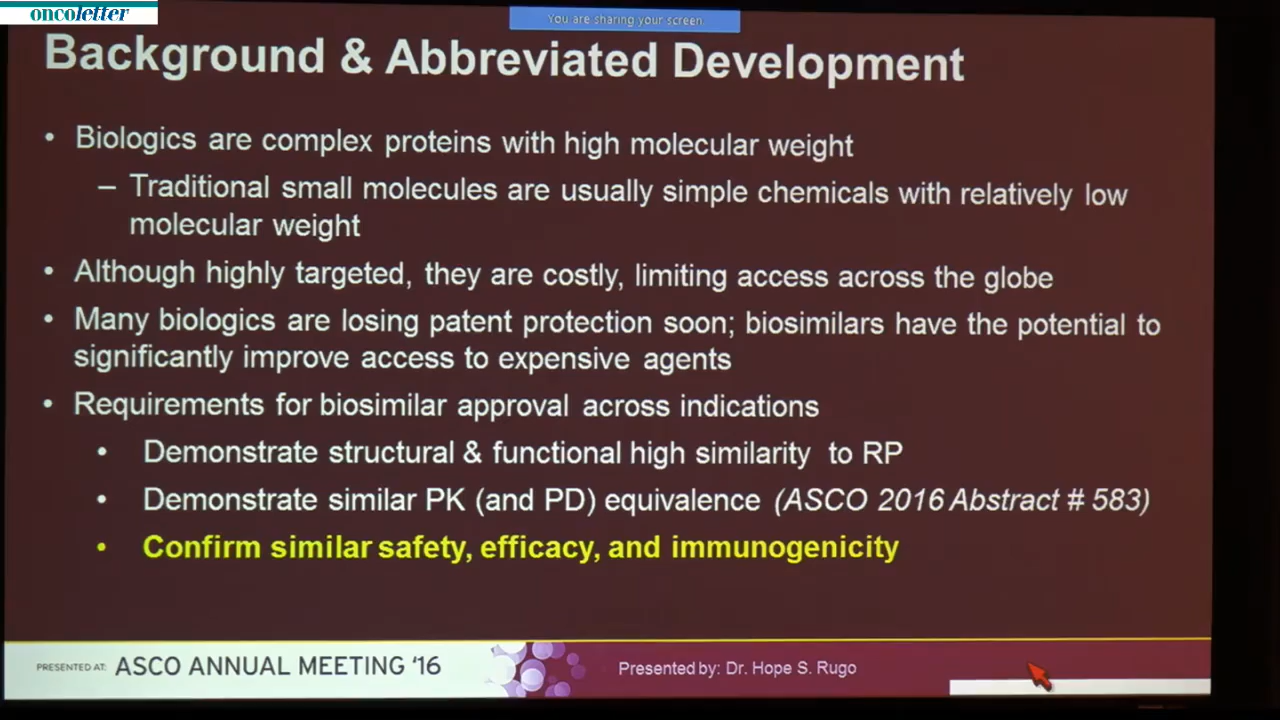 oncoletter
You are sharing your screen
Background & Abbreviated Development
• Biologics are complex proteins with high molecular weight
– Traditional small molecules are usually simple chemicals with relatively low
molecular weight
• Although highly targeted, they are costly, limiting access across the globe
• Many biologics are losing patent protection soon; biosimilars have the potential to
significantly improve access to expensive agents
• Requirements for biosimilar approval across indications
• Demonstrate structural & functional high similarity to RP
• Demonstrate similar PK (and PD) equivalence (ASCO 2016 Abstract # 583)
• Confirm similar safety, efficacy, and immunogenicity
PRESENTED AT: ASCO ANNUAL MEETING '16
Presented by: Dr. Hope S. Rugo